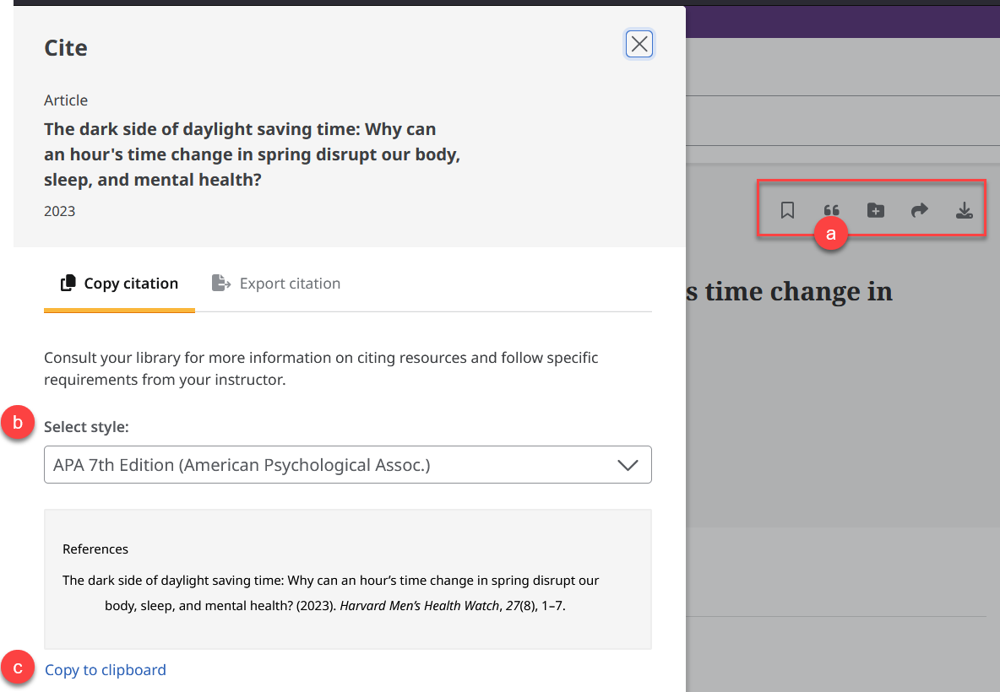 Cite
Article
The dark side of daylight saving time: Why can
an hour's time change in spring disrupt our body,
sleep, and mental health?
2023
a
s time change in
Copy citation
Export citation
Consult your library for more information on citing resources and follow specific
requirements from your instructor.
b
Select style:
APA 7th Edition (American Psychological Assoc.)
References
The dark side of daylight saving time: Why can an hour’s time change in spring disrupt our
body, sleep, and mental health? (2023). Harvard Men’s Health Watch, 27(8), 1–7.
c
Copy to clipboard